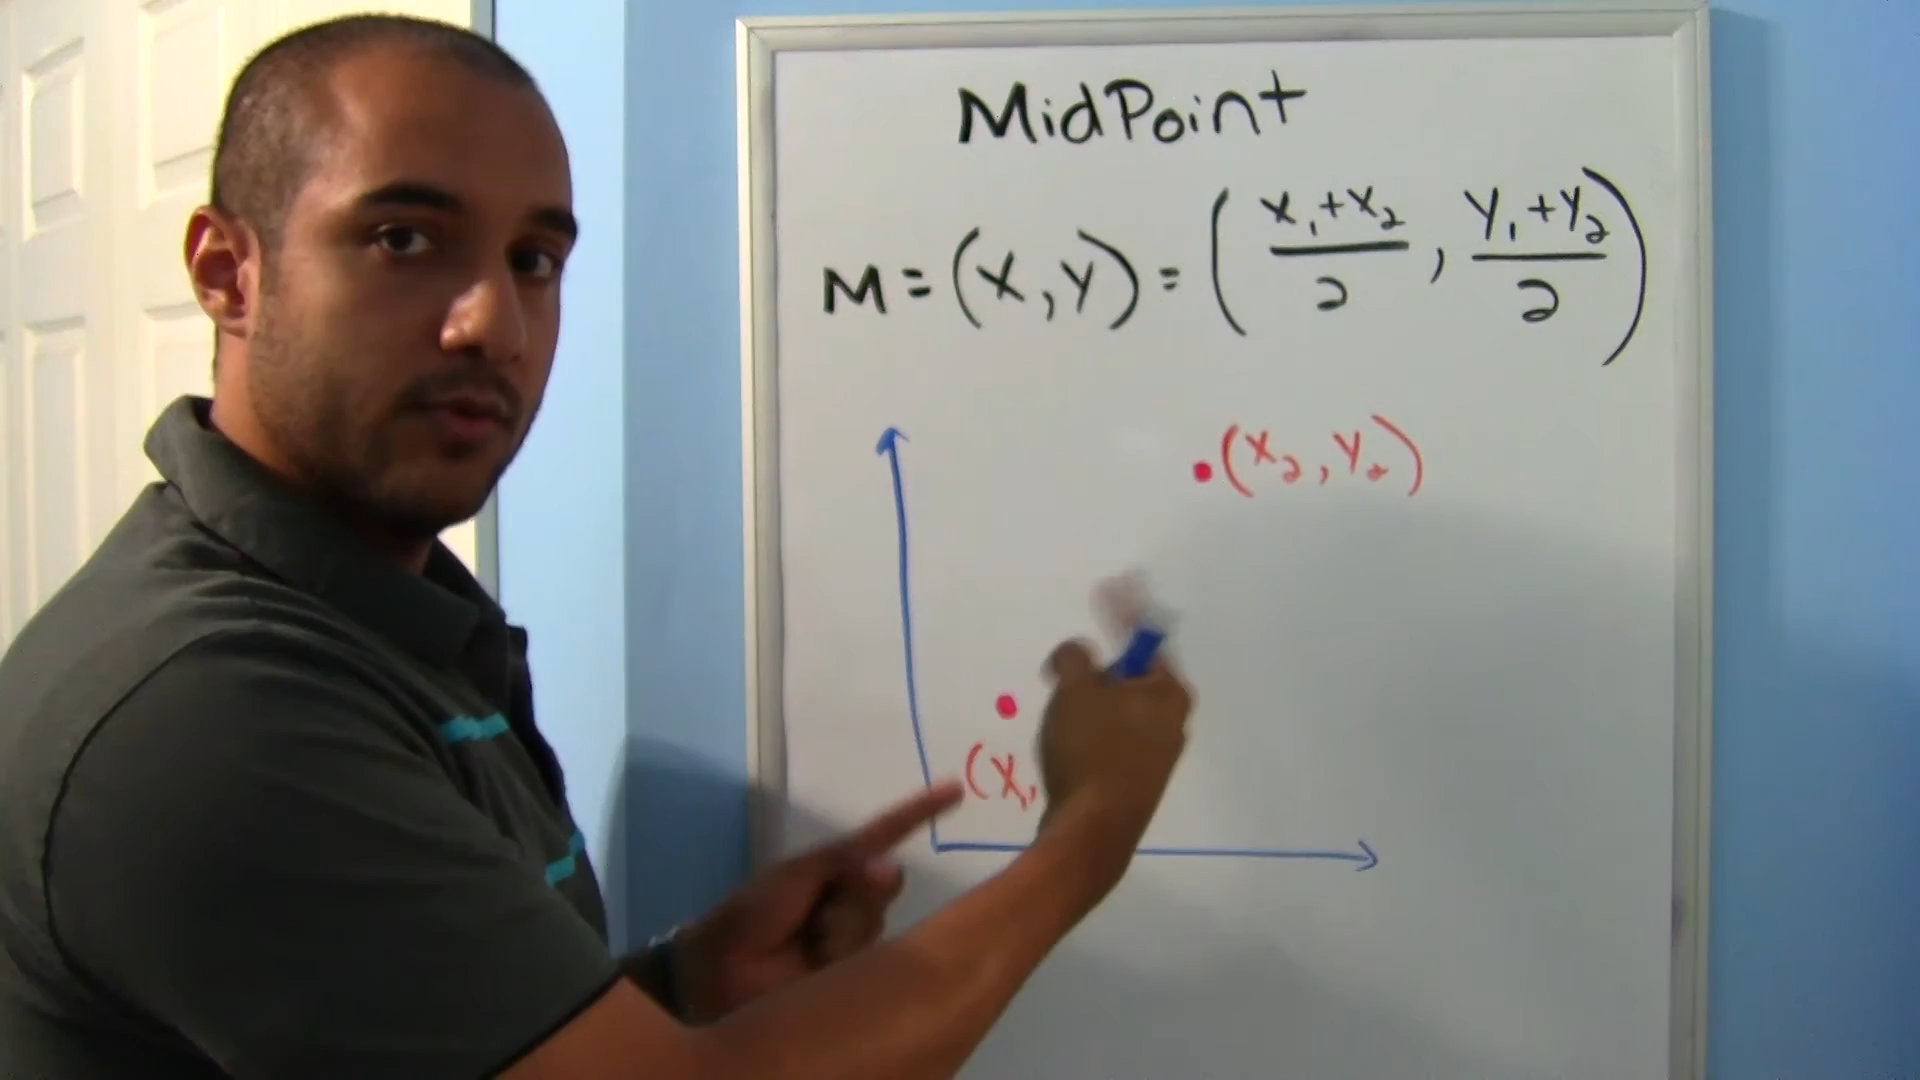 MidPoint
M = (X, Y) = ( X₁+X₂ / 2 , Y₁+Y₂ / 2 )
(X₂, Y₂)
(X₁,